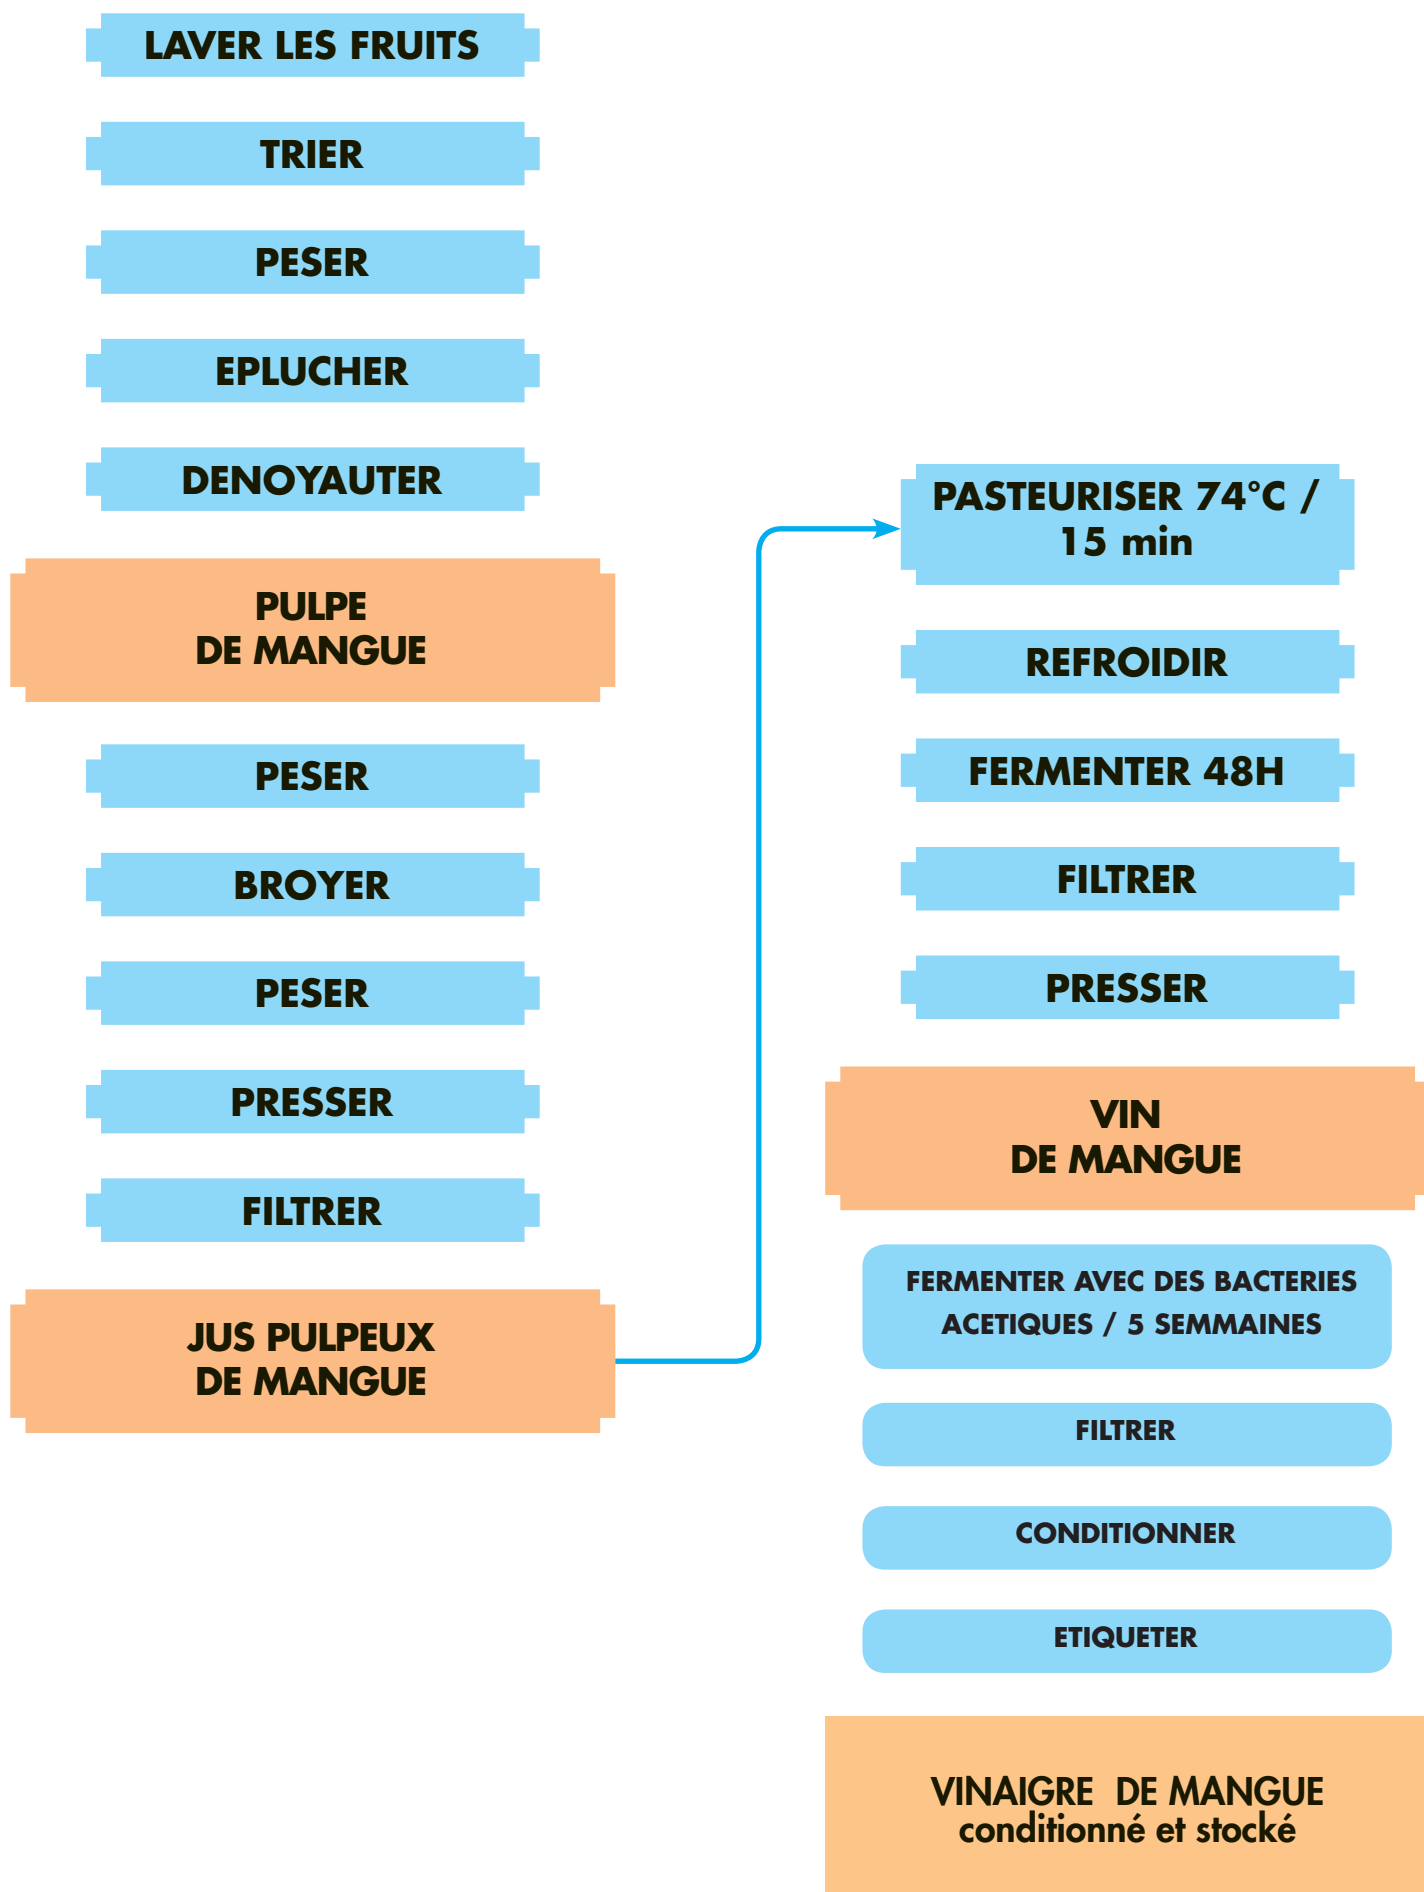 LAVER LES FRUITS
TRIER
PESER
EPLUCHER
DENOYAUTER
PULPE
DE MANGUE
PESER
BROYER
PESER
PRESSER
FILTRER
JUS PULPEUX
DE MANGUE
PASTEURISER 74°C /
15 min
REFROIDIR
FERMENTER 48H
FILTRER
PRESSER
VIN
DE MANGUE
FERMENTER AVEC DES BACTERIES
ACETIQUES / 5 SEMMAINES
FILTRER
CONDITIONNER
ETIQUETER
VINAIGRE DE MANGUE
conditionné et stocké